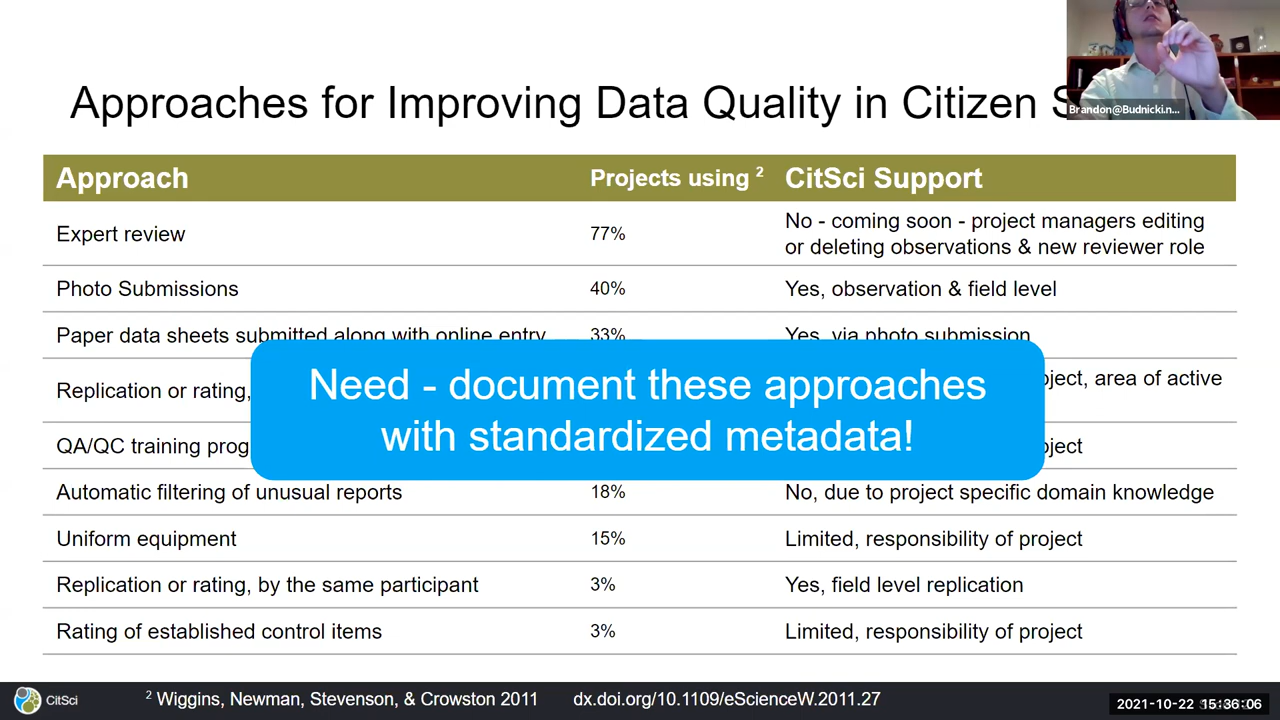 Approaches for Improving Data Quality in Citizen
Brandon@Budnicki.n...
Approach Projects using 2 CitSci Support
Expert review 77% No - coming soon - project managers editing
or deleting observations & new reviewer role
Photo Submissions 40% Yes, observation & field level
Paper data sheets submitted along with online entry 33% Yes, via photo submission
Replication or rating, area of active
Need - document these approaches
with standardized metadata!
QA/QC training
Automatic filtering of unusual reports 18% No, due to project specific domain knowledge
Uniform equipment 15% Limited, responsibility of project
Replication or rating, by the same participant 3% Yes, field level replication
Rating of established control items 3% Limited, responsibility of project
CitSci 2 Wiggins, Newman, Stevenson, & Crowston 2011 dx.doi.org/10.1109/eScienceW.2011.27
2021-10-22 15:36:06